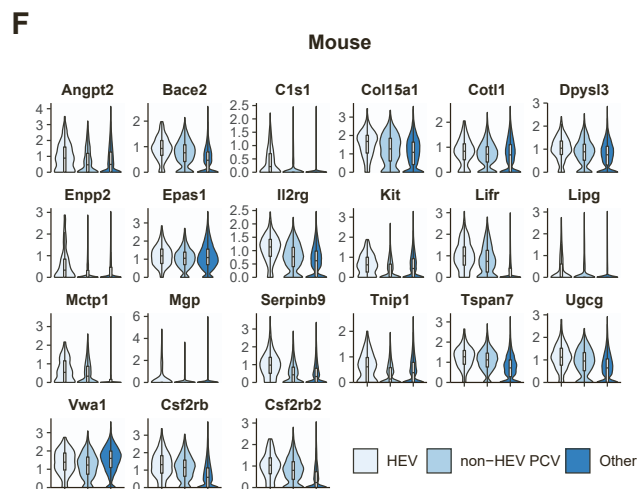 F
Mouse
Angpt2 Bace2 C1s1 Col15a1 Cotl1 Dpysl3
4 3 2 1 0
2 1 0
2.5 2.0 1.5 1.0 0.5 0.0
3 2 1 0
2 1 0
3 2 1 0
Enpp2 Epas1 Il2rg Kit Lifr Lipg
3 2 1 0
3 2 1 0
2.5 2.0 1.5 1.0 0.5 0.0
3 2 1 0
3 2 1 0
3 2 1 0
Mctp1 Mgp Serpinb9 Tnip1 Tspan7 Ugcg
3 2 1 0
6 4 2 0
3 2 1 0
2 1 0
3 2 1 0
3 2 1 0
Vwa1 Csf2rb Csf2rb2
3 2 1 0
3 2 1 0
3 2 1 0
HEV non−HEV PCV Other